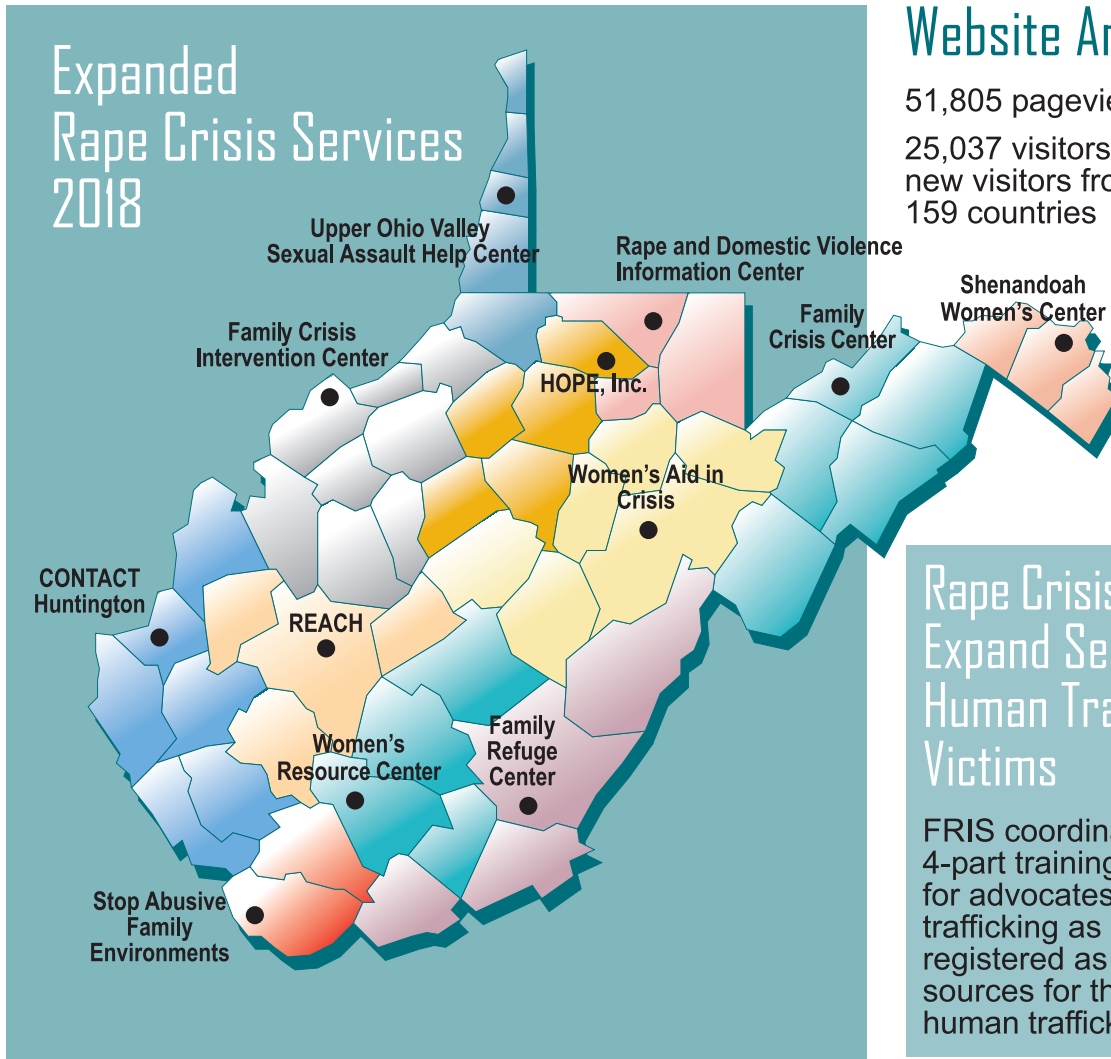 Expanded
Rape Crisis Services
2018
Upper Ohio Valley
Sexual Assault Help Center
Rape and Domestic Violence
Information Center
Family Crisis
Intervention Center
HOPE, Inc.
Family
Crisis Center
Shenandoah
Women's Center
Women's Aid in
Crisis
CONTACT
Huntington
REACH
Women's
Resource Center
Family
Refuge
Center
Stop Abusive
Family
Environments
Website
51,805
25,037 visitors
new visitors
159 countries
Rape Crisis
Expand
Human
Victims
FRIS
4-part training
for advocates
trafficking as
registered as
sources for
human